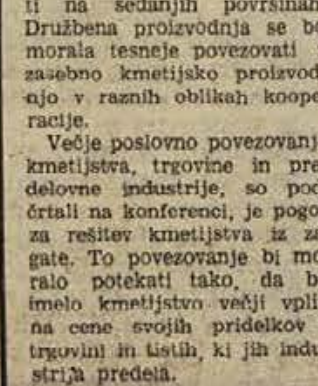 ti na sedanjih površinah
Družbena proizvodnja se bo
morala tesneje povezovati
zasebno kmetijsko proizvod
njo v raznih oblikah koope
racije.
Večje poslovno povezovanj
kmetijstva, trgovine in pre
delovne industrije, so pod
črtali na konferenci, je pogo
za rešitev kmetijstva iz za
gate. To povezovanje bi mo
ralo potekati tako, da b
imelo kmetijstvo večji vpli
na cene svojih pridelkov
trgovini in tistih, ki jih indu
strija predela.